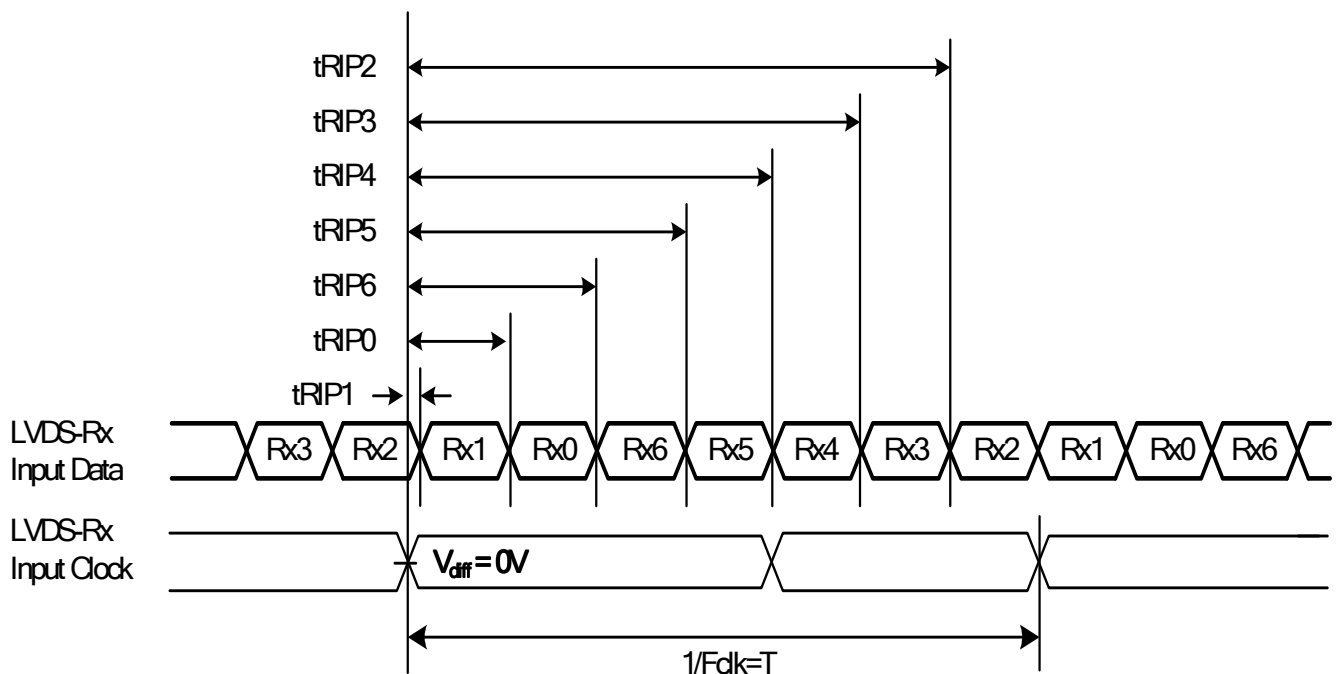 tRIP2
tRIP3
tRIP4
tRIP5
tRIP6
tRIP0
tRIP1
LVDS-Rx
Input Data
Rx3 Rx2 Rx1 Rx0 Rx6 Rx5 Rx4 Rx3 Rx2 Rx1 Rx0 Rx6
LVDS-Rx
Input Clock
Vdiff = 0V
1/Fclk=T